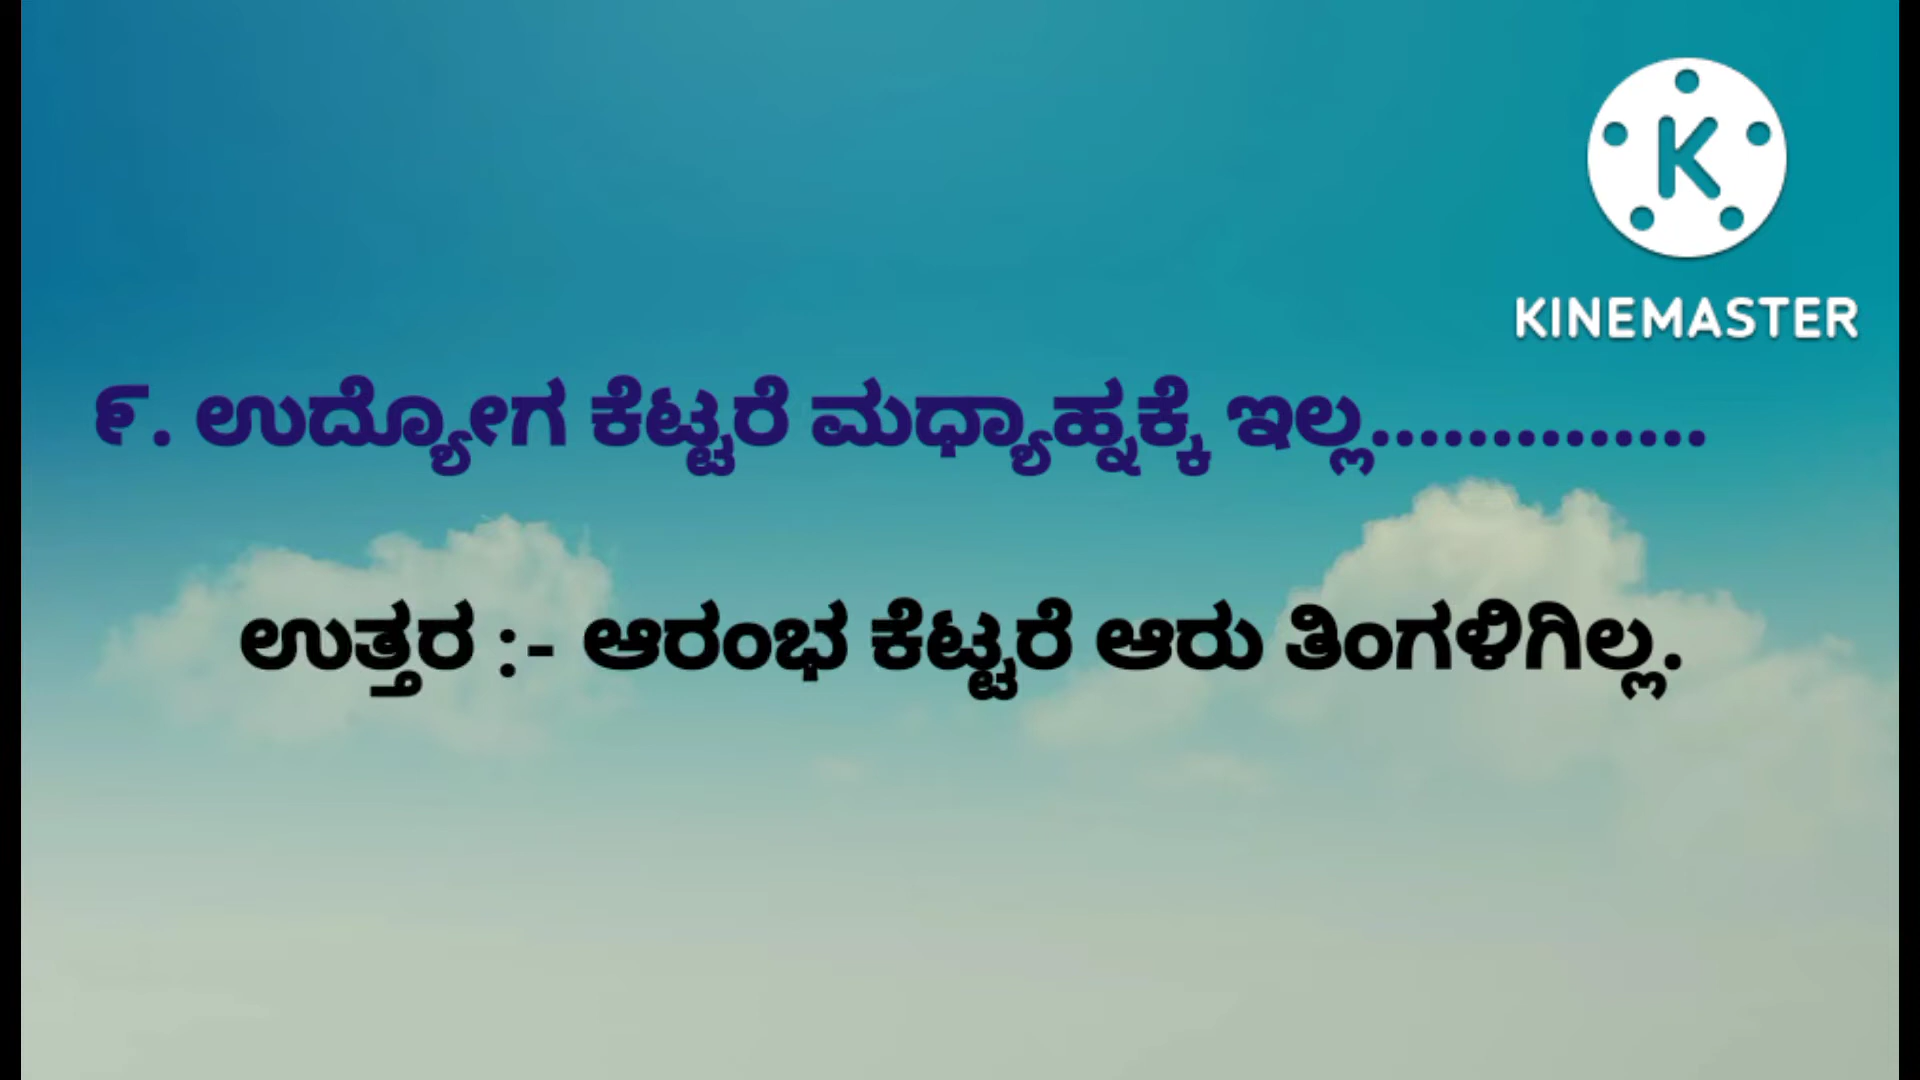 KINEMASTER
೯. ಉದ್ಯೋಗ ಕೆಟ್ಟರೆ ಮಧ್ಯಾಹ್ನಕ್ಕೆ ಇಲ್ಲ..............
ಉತ್ತರ :- ಆರಂಭ ಕೆಟ್ಟರೆ ಆರು ತಿಂಗಳಿಗಿಲ್ಲ.